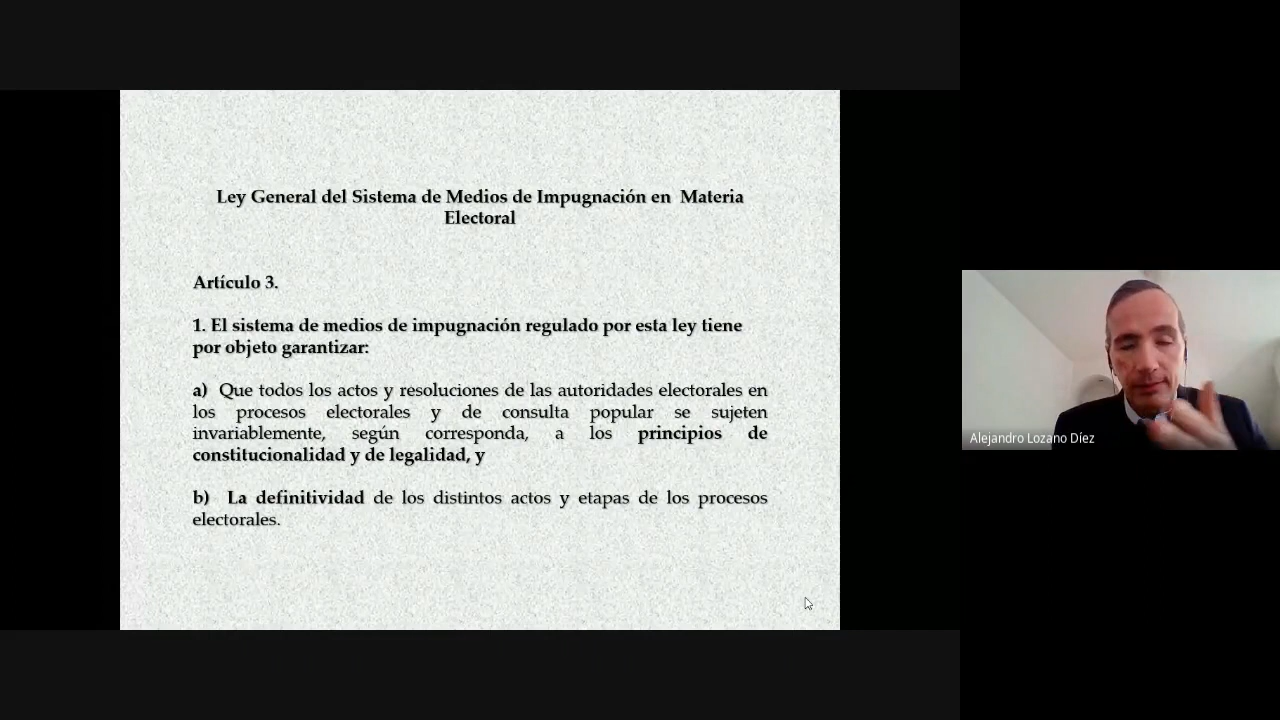 Ley General del Sistema de Medios de Impugnación en  Materia
Electoral
Artículo 3.
1. El sistema de medios de impugnación regulado por esta ley tiene
por objeto garantizar:
a)  Que todos los actos y resoluciones de las autoridades electorales en
los procesos electorales y de consulta popular se sujeten
invariablemente, según corresponda, a los principios de
constitucionalidad y de legalidad, y
b)  La definitividad de los distintos actos y etapas de los procesos
electorales.
Alejandro Lozano Díez